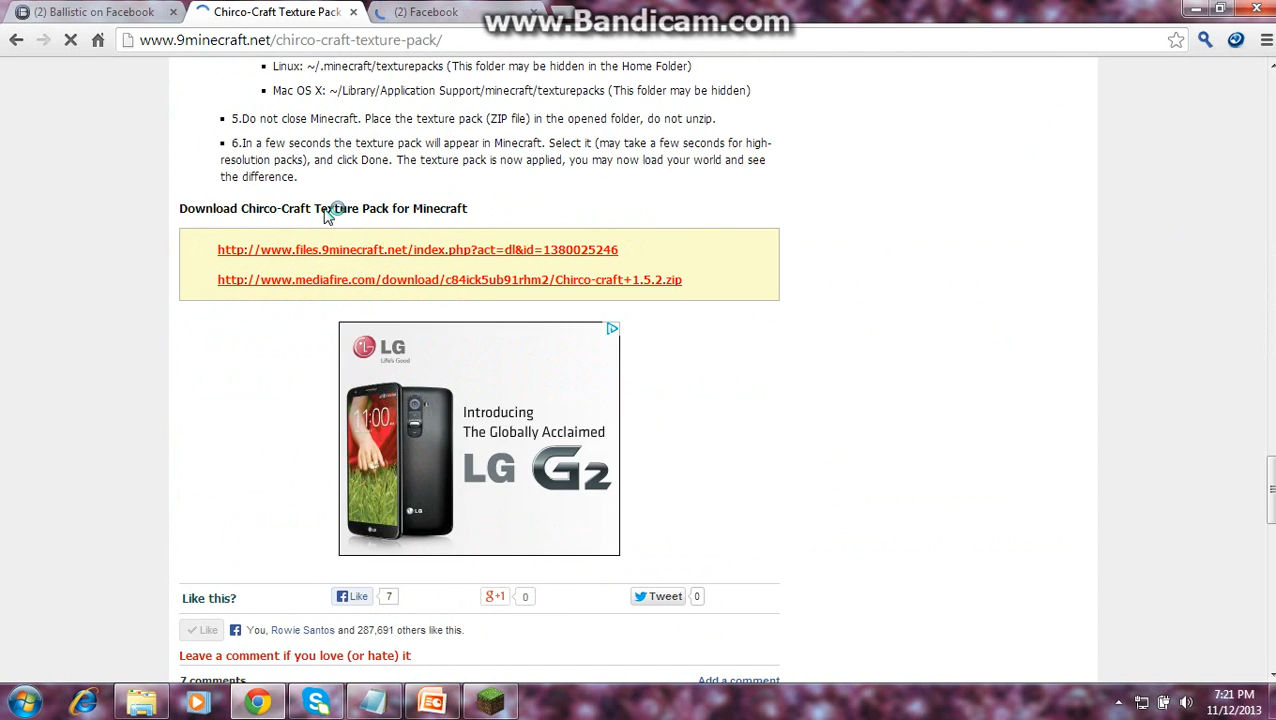 (2) Ballistic on Facebook
Chirco-Craft Texture Pack
(2) Facebook
www.Bandicam.com
www.9minecraft.net/chirco-craft-texture-pack/
Linux: ~/.minecraft/texturepacks (This folder may be hidden in the Home Folder)
Mac OS X: ~/Library/Application Support/minecraft/texturepacks (This folder may be hidden)
5.Do not close Minecraft. Place the texture pack (ZIP file) in the opened folder, do not unzip.
6.In a few seconds the texture pack will appear in Minecraft. Select it (may take a few seconds for high-
resolution packs), and click Done. The texture pack is now applied, you may now load your world and see
the difference.
Download Chirco-Craft Texture Pack for Minecraft
http://www.files.9minecraft.net/index.php?act=dl&id=1380025246
http://www.mediafire.com/download/c84ick5ub91rhm2/Chirco-craft+1.5.2.zip
LG
Life's Good
11:00
Introducing
The Globally Acclaimed
LG G2
LG
Like this?
Like 7
g+1 0
Tweet 0
Like
You, Rowie Santos and 287,691 others like this.
Leave a comment if you love (or hate) it
7 comments
Add a comment
7:21 PM
11/12/2013